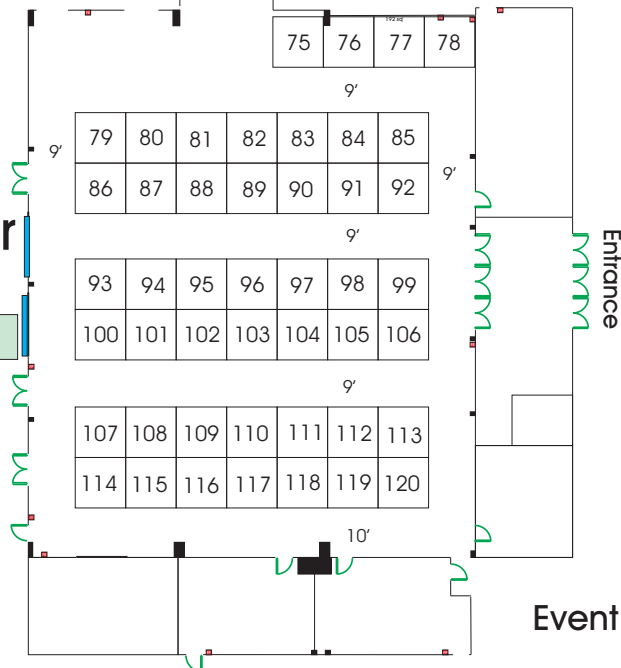 192 sq
75 76 77 78
9’
79 80 81 82 83 84 85
9’
86 87 88 89 90 91 92
9’
r
9’
Entrance
93 94 95 96 97 98 99
100 101 102 103 104 105 106
9’
107 108 109 110 111 112 113
114 115 116 117 118 119 120
10’
Event